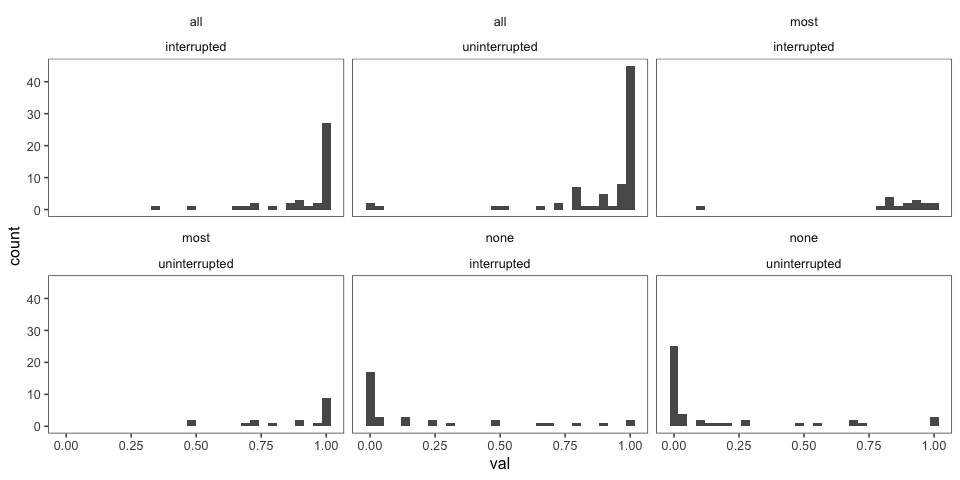 all
all
most
interrupted
uninterrupted
interrupted
40
30
20
10
0
most
none
none
uninterrupted
interrupted
uninterrupted
40
30
20
10
0
0.00 0.25 0.50 0.75 1.00
0.00 0.25 0.50 0.75 1.00
0.00 0.25 0.50 0.75 1.00
val
count